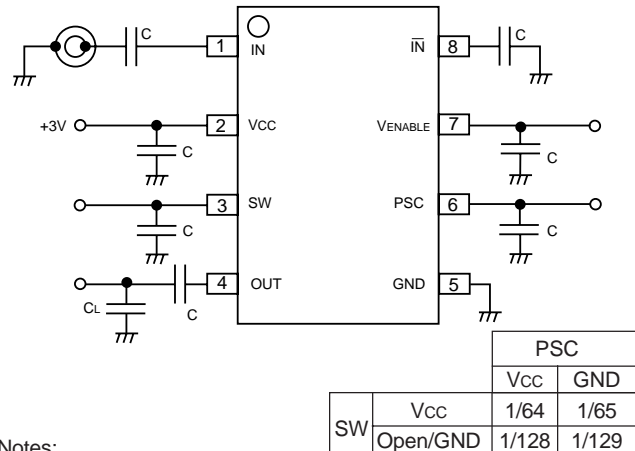 C
1
IN
I̅N̅
8
C
+3V
2
VCC
VENABLE
7
C
C
3
SW
PSC
6
C
C
4
OUT
GND
5
CL
C
PSC
VCC GND
SW
VCC 1/64 1/65
Open/GND 1/128 1/129
Notes: